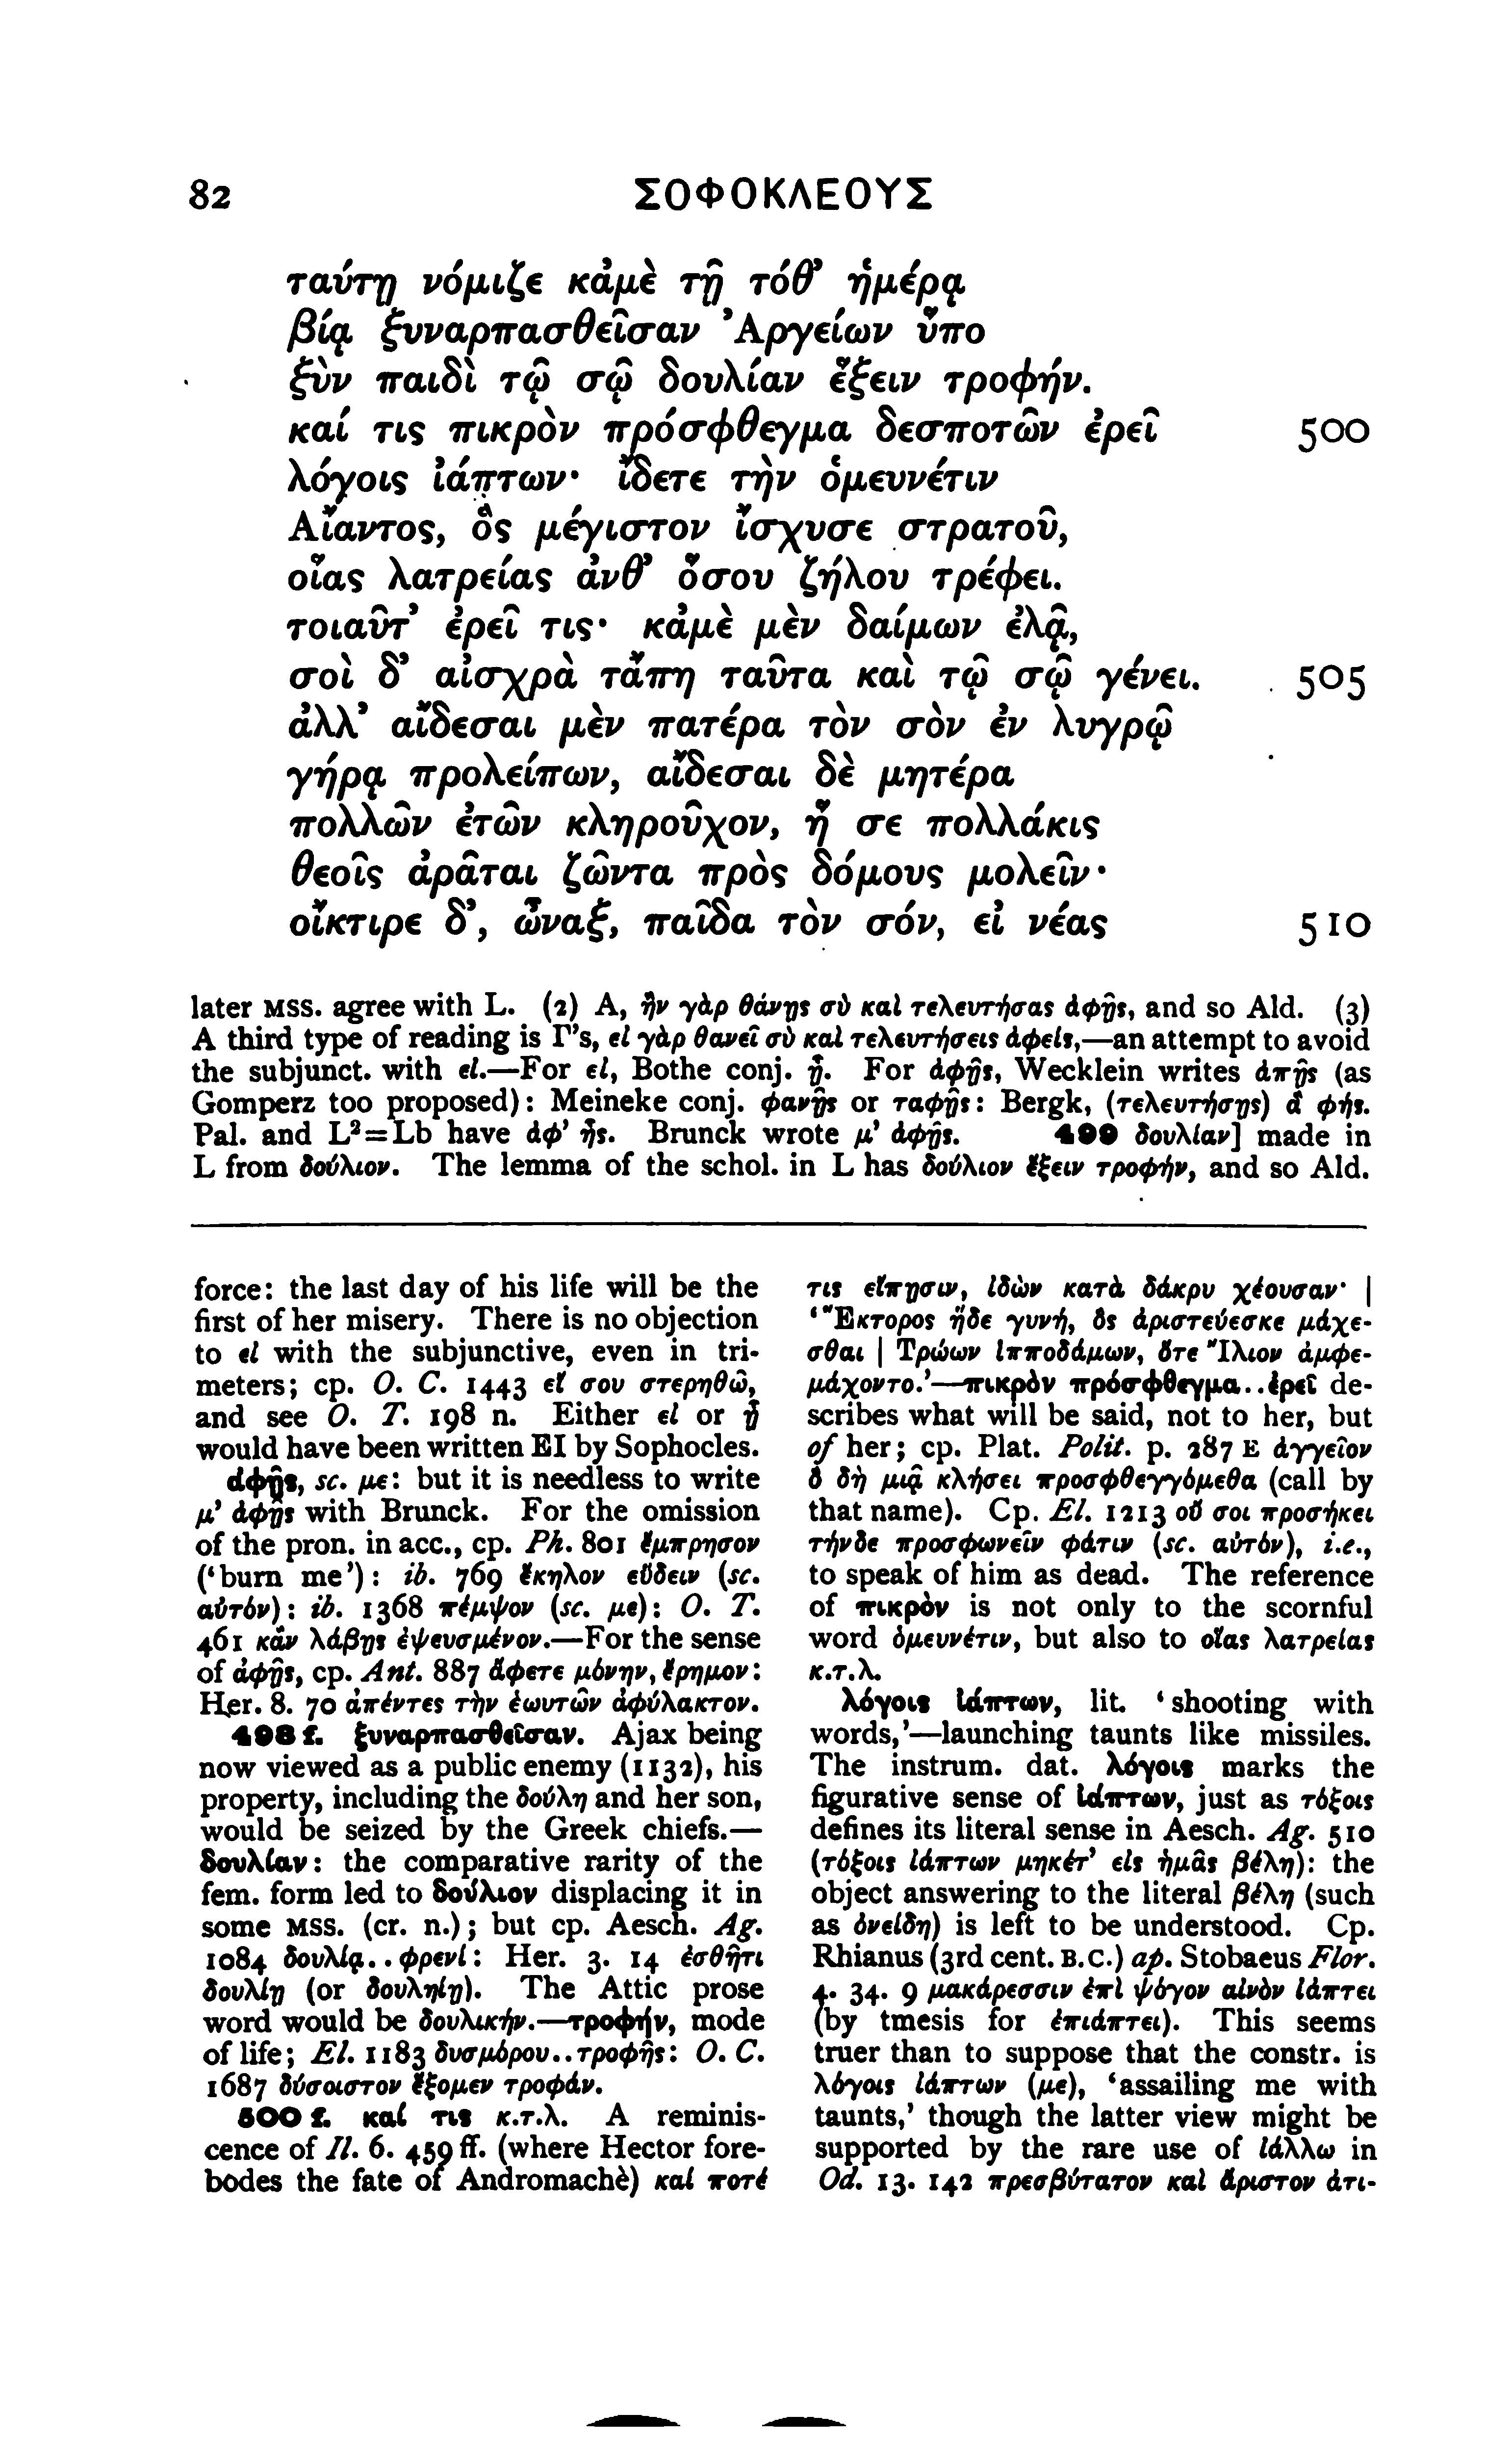 82 ΣΟΦΟΚΛΕΟΥΣ
ταύτῃ νόμιζε κἀμὲ τῇ τόθ' ἡμέρᾳ
βίᾳ ξυναρπασθεῖσαν Ἀργείων ὕπο
ξὺν παιδὶ τῷ σῷ δουλίαν ἕξειν τροφήν.
καί τις πικρὸν πρόσφθεγμα δεσποτῶν ἐρεῖ 500
λόγοις ἰάπτων· ἴδετε τὴν ὁμευνέτιν
Αἴαντος, ὃς μέγιστον ἴσχυσε στρατοῦ,
οἵας λατρείας ἀνθ' ὅσου ζήλου τρέφει.
τοιαῦτ' ἐρεῖ τις· κἀμὲ μὲν δαίμων ἐλᾷ,
σοὶ δ' αἰσχρὰ τἄπη ταῦτα καὶ τῷ σῷ γένει. 505
ἀλλ' αἴδεσαι μὲν πατέρα τὸν σὸν ἐν λυγρῷ
γήρᾳ προλείπων, αἴδεσαι δὲ μητέρα
πολλῶν ἐτῶν κληροῦχον, ἥ σε πολλάκις
θεοῖς ἀρᾶται ζῶντα πρὸς δόμους μολεῖν·
οἴκτιρε δ', ὦναξ, παῖδα τὸν σόν, εἰ νέας 510
later MSS. agree with L. (2) A, ἢν γὰρ θάνῃς σὺ καὶ τελευτήσας ἀφῇς, and so Ald. (3)
A third type of reading is Γ's, εἰ γὰρ θανεῖ σὺ καὶ τελευτήσεις ἀφείς,—an attempt to avoid
the subjunct. with εἰ.—For εἰ, Bothe conj. ᾗ. For ἀφῇς, Wecklein writes ἀπῇς (as
Gomperz too proposed): Meineke conj. φανῇς or ταφῇς: Bergk, (τελευτήσῃς) ἃ φής.
Pal. and L²=Lb have ἀφ' ᾗς. Brunck wrote μ' ἀφῇς. 499 δουλίαν] made in
L from δούλιον. The lemma of the schol. in L has δούλιον ἕξειν τροφήν, and so Ald.
force: the last day of his life will be the
first of her misery. There is no objection
to εἰ with the subjunctive, even in tri-
meters; cp. O. C. 1443 εἴ σου στερηθῶ,
and see O. T. 198 n. Either εἰ or ᾗ
would have been written EI by Sophocles.
ἀφῇς, sc. με: but it is needless to write
μ' ἀφῇς with Brunck. For the omission
of the pron. in acc., cp. Ph. 801 ἔμπρησον
('burn me'): ib. 769 ἕκηλον εὕδειν (sc.
αὐτόν): ib. 1368 πέμψον (sc. με): O. T.
461 κἂν λάβῃς ἐψευσμένον.—For the sense
of ἀφῇς, cp. Ant. 887 ἄφετε μόνην, ἔρημον:
Her. 8. 70 ἀπέντες τὴν ἑωυτῶν ἀφύλακτον.
498 f. ξυναρπασθεῖσαν. Ajax being
now viewed as a public enemy (1132), his
property, including the δούλη and her son,
would be seized by the Greek chiefs.—
δουλίαν: the comparative rarity of the
fem. form led to δούλιον displacing it in
some MSS. (cr. n.); but cp. Aesch. Ag.
1084 δουλίᾳ..φρενί: Her. 3. 14 ἐσθῆτι
δουλίῃ (or δουληίῃ). The Attic prose
word would be δουλικήν.—τροφήν, mode
of life; El. 1183 δυσμόρου..τροφῆς: O. C.
1687 δύσοιστον ἕξομεν τροφάν.
500 f. καί τις κ.τ.λ. A reminis-
cence of Il. 6. 459 ff. (where Hector fore-
bodes the fate of Andromachè) καί ποτέ
τις εἴπῃσιν, ἰδὼν κατὰ δάκρυ χέουσαν· |
'Ἕκτορος ἥδε γυνή, ὃς ἀριστεύεσκε μάχε-
σθαι | Τρώων ἱπποδάμων, ὅτε Ἴλιον ἀμφε-
μάχοντο.'—πικρὸν πρόσφθεγμα..ἐρεῖ de-
scribes what will be said, not to her, but
of her; cp. Plat. Polit. p. 287 E ἀγγεῖον
ὃ δὴ μιᾷ κλήσει προσφθεγγόμεθα (call by
that name). Cp. El. 1213 οὔ σοι προσήκει
τήνδε προσφωνεῖν φάτιν (sc. αὐτόν), i.e.,
to speak of him as dead. The reference
of πικρὸν is not only to the scornful
word ὁμευνέτιν, but also to οἵας λατρείας
κ.τ.λ.
λόγοις ἰάπτων, lit. 'shooting with
words,'—launching taunts like missiles.
The instrum. dat. λόγοις marks the
figurative sense of ἰάπτων, just as τόξοις
defines its literal sense in Aesch. Ag. 510
(τόξοις ἰάπτων μηκέτ' εἰς ἡμᾶς βέλη): the
object answering to the literal βέλη (such
as ὀνείδη) is left to be understood. Cp.
Rhianus (3rd cent. B.C.) ap. Stobaeus Flor.
4. 34. 9 μακάρεσσιν ἐπὶ ψόγον αἰνὸν ἰάπτει
(by tmesis for ἐπιάπτει). This seems
truer than to suppose that the constr. is
λόγοις ἰάπτων (με), 'assailing me with
taunts,' though the latter view might be
supported by the rare use of ἰάλλω in
Od. 13. 142 πρεσβύτατον καὶ ἄριστον ἀτι-